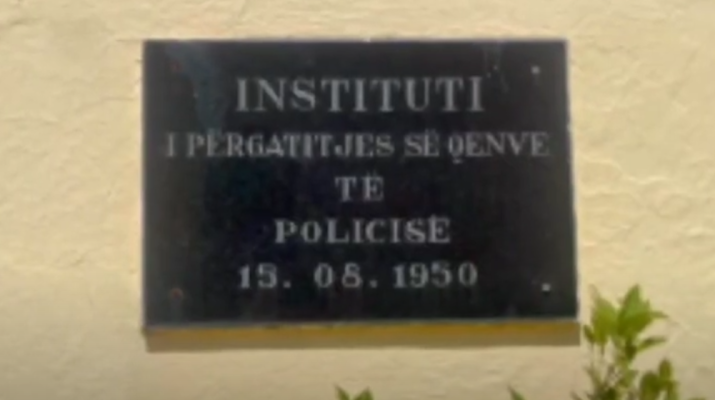 INSTITUTI
I PËRGATITJES SË QENVE
TË
POLICISË
15. 08. 1950